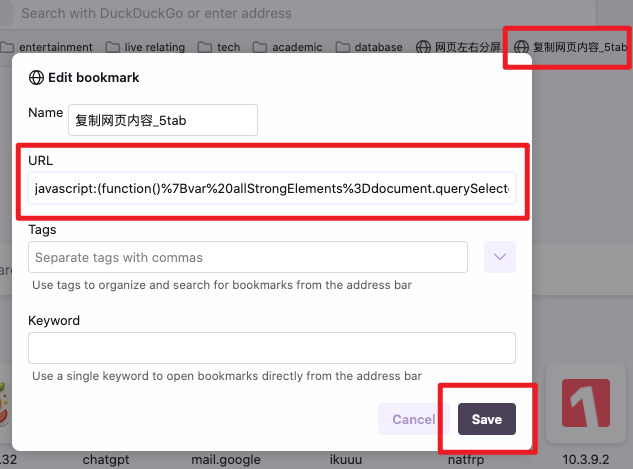 Search with DuckDuckGo or enter address
entertainment live relating tech academic database 网页左右分屏 复制网页内容_5tab
Edit bookmark
Name 复制网页内容_5tab
URL
javascript:(function()%7Bvar%20allStrongElements%3Ddocument.querySelect
Tags
Separate tags with commas
Use tags to organize and search for bookmarks from the address bar
Keyword
Use a single keyword to open bookmarks directly from the address bar
Cancel Save
.32 chatgpt mail.google ikuuu natfrp 10.3.9.2